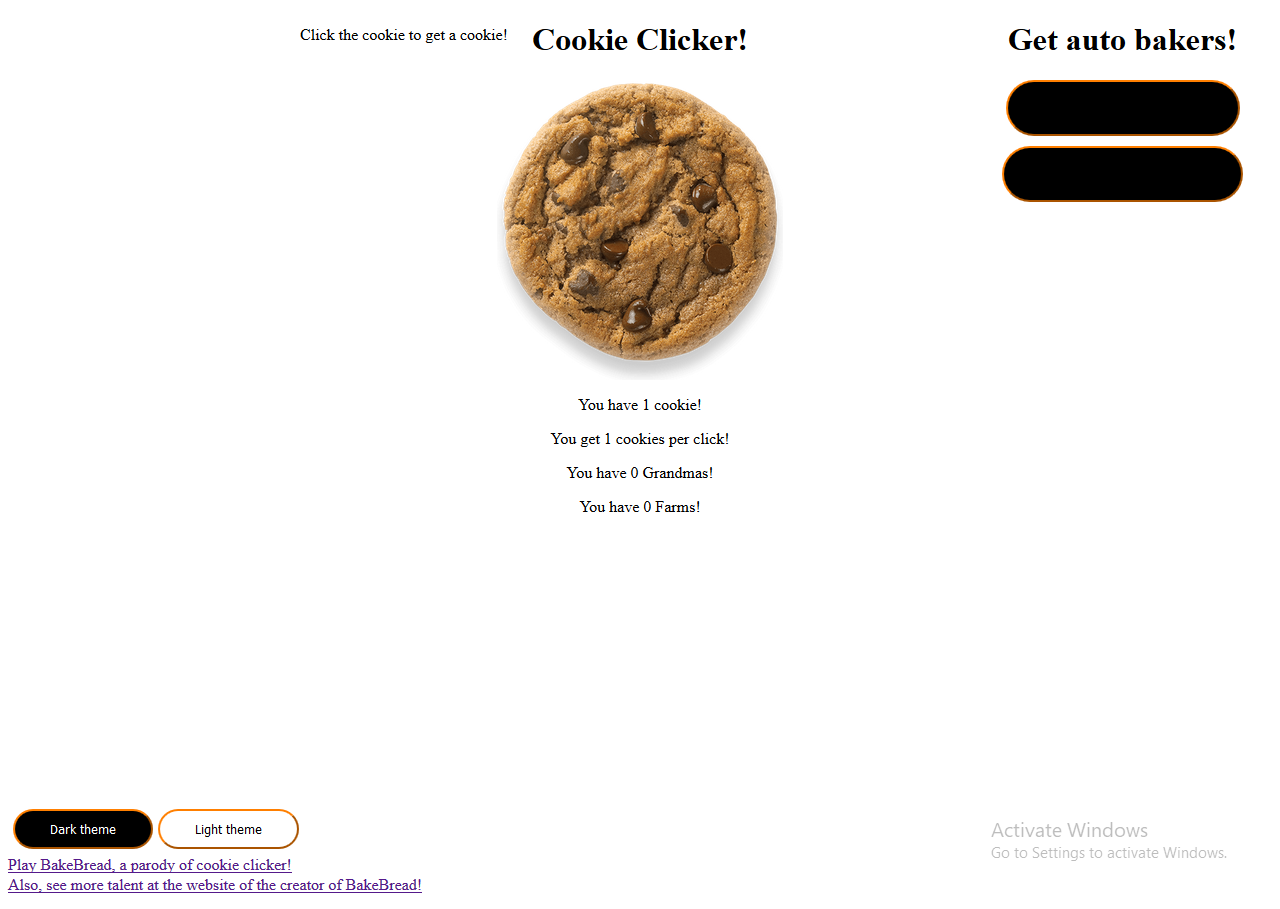 Click the cookie to get a cookie!
Cookie Clicker!
Get auto bakers!
You have 1 cookie!
You get 1 cookies per click!
You have 0 Grandmas!
You have 0 Farms!
Dark theme
Light theme
Play BakeBread, a parody of cookie clicker!
Also, see more talent at the website of the creator of BakeBread!
Activate Windows
Go to Settings to activate Windows.